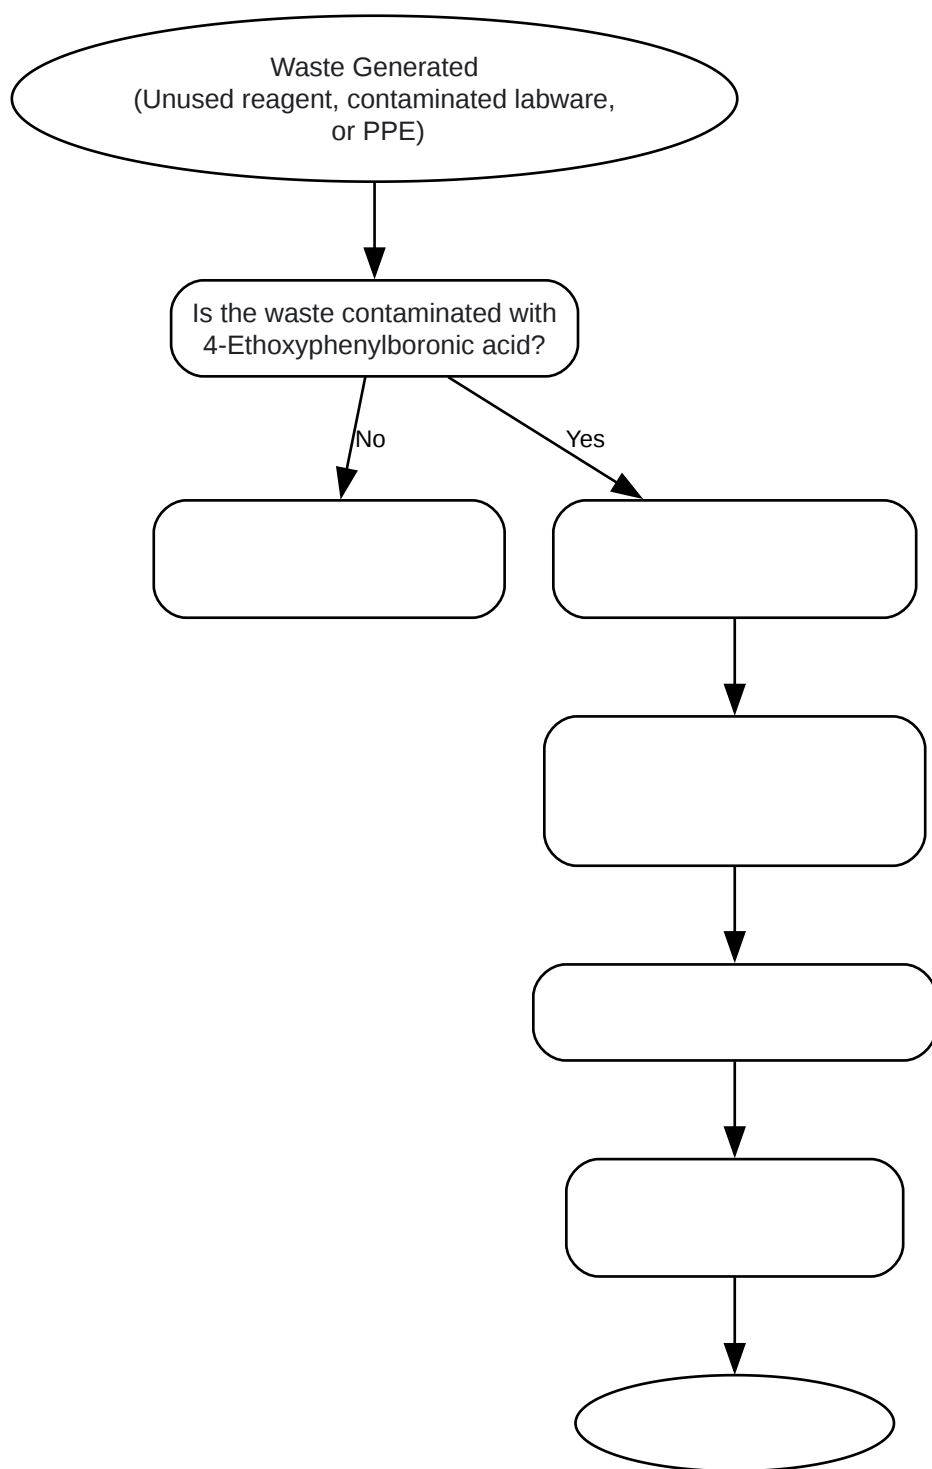 Waste Generated
(Unused reagent, contaminated labware,
or PPE)
Is the waste contaminated with
4-Ethoxyphenylboronic acid?
No
Yes